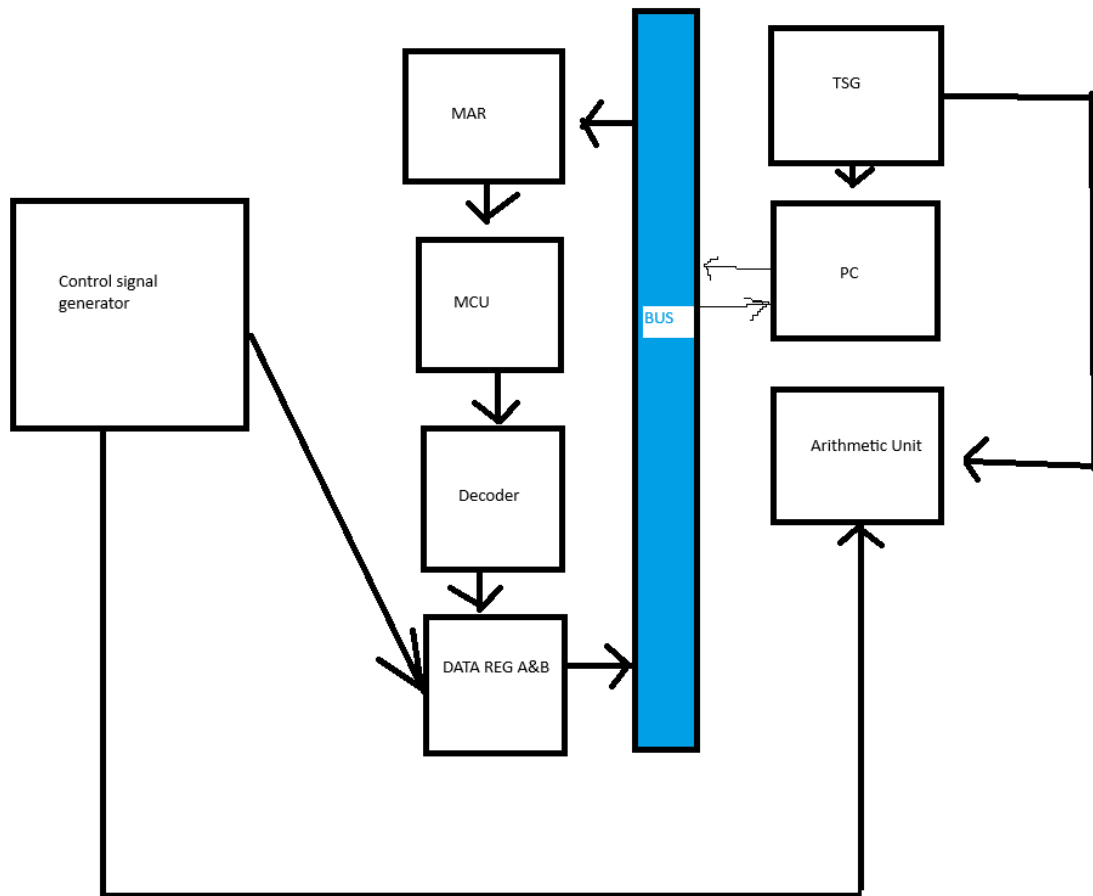 MAR
TSG
Control signal
generator
MCU
PC
BUS
Arithmetic Unit
Decoder
DATA REG A&B